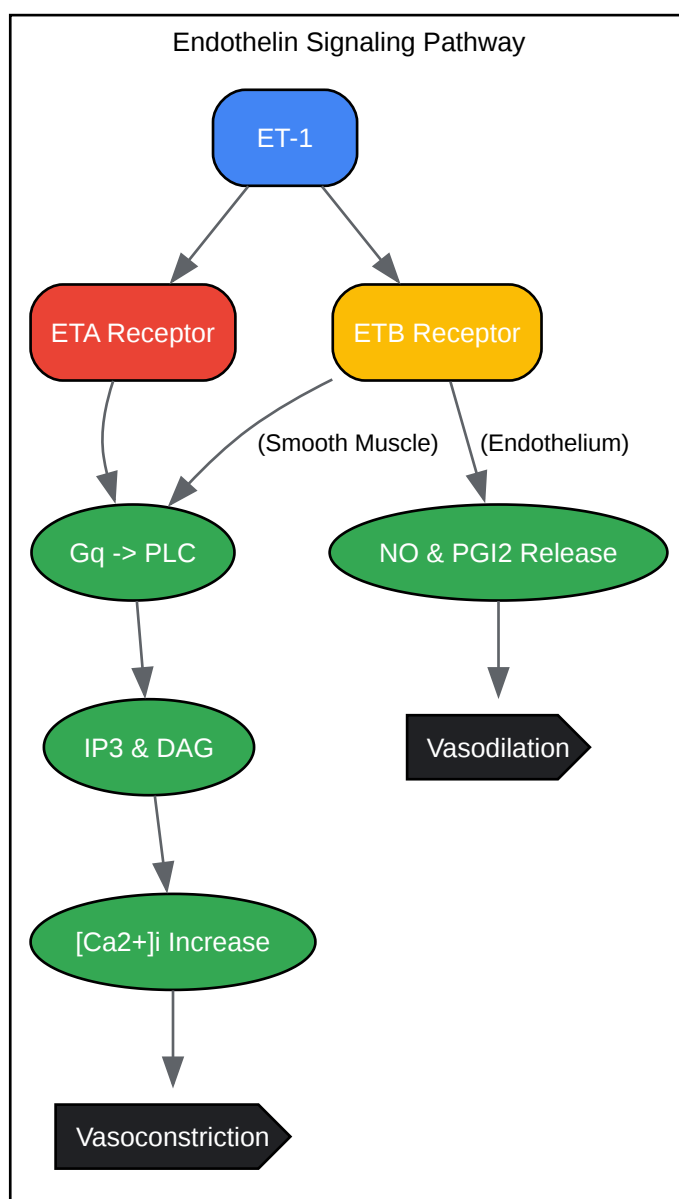 Endothelin Signaling Pathway
ET-1
ETA Receptor
ETB Receptor
(Smooth Muscle)
(Endothelium)
Gq -> PLC
NO & PGI2 Release
IP3 & DAG
Vasodilation
[Ca2+]i Increase
Vasoconstriction